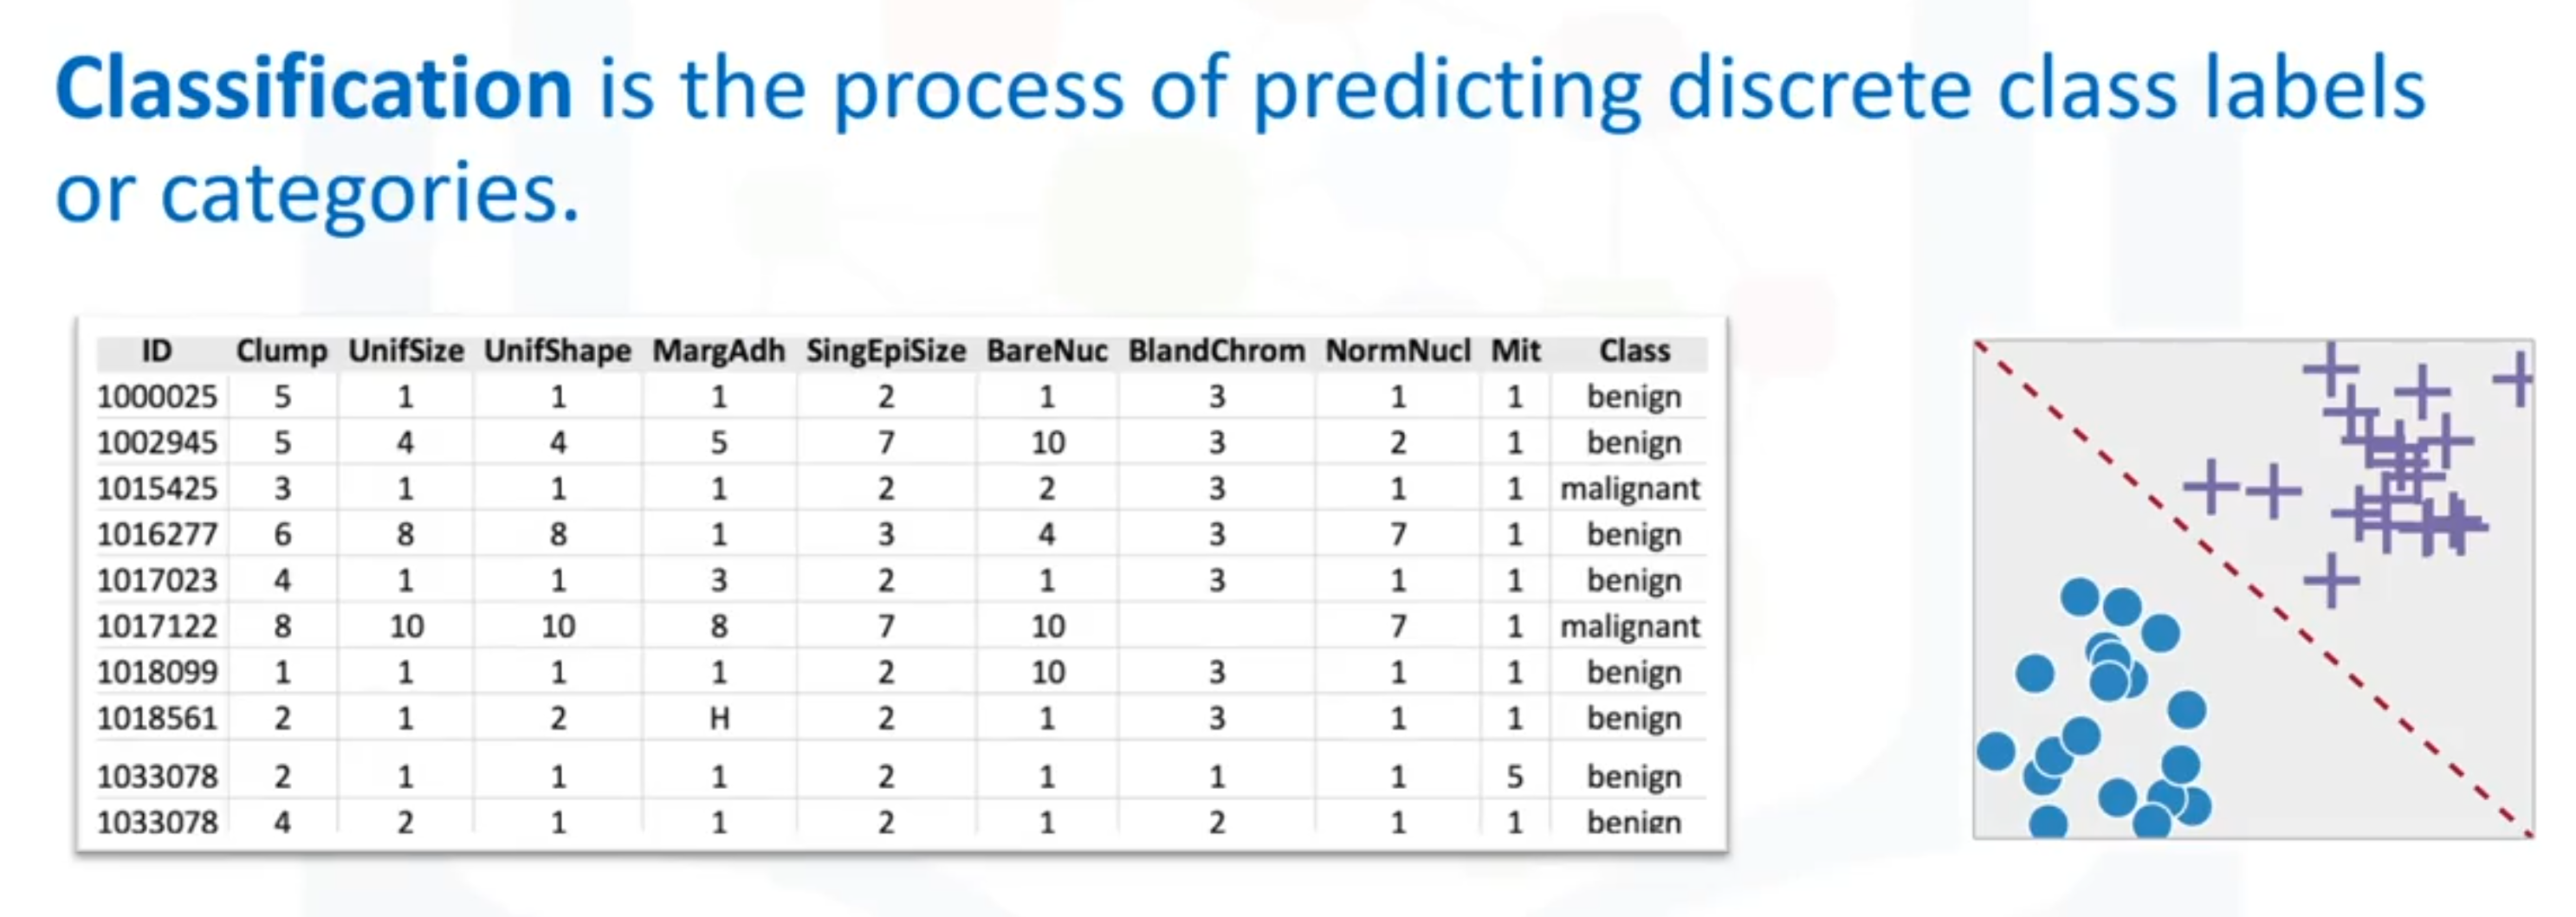 Classification is the process of predicting discrete class labels
or categories.
ID Clump UnifSize UnifShape MargAdh SingEpiSize BareNuc BlandChrom NormNucl Mit Class
1000025 5 1 1 1 2 1 3 1 1 benign
1002945 5 4 4 5 7 10 3 2 1 benign
1015425 3 1 1 1 2 2 3 1 1 malignant
1016277 6 8 8 1 3 4 3 7 1 benign
1017023 4 1 1 3 2 1 3 1 1 benign
1017122 8 10 10 8 7 10 7 1 malignant
1018099 1 1 1 1 2 10 3 1 1 benign
1018561 2 1 2 H 2 1 3 1 1 benign
1033078 2 1 1 1 2 1 1 1 5 benign
1033078 4 2 1 1 2 1 2 1 1 benign